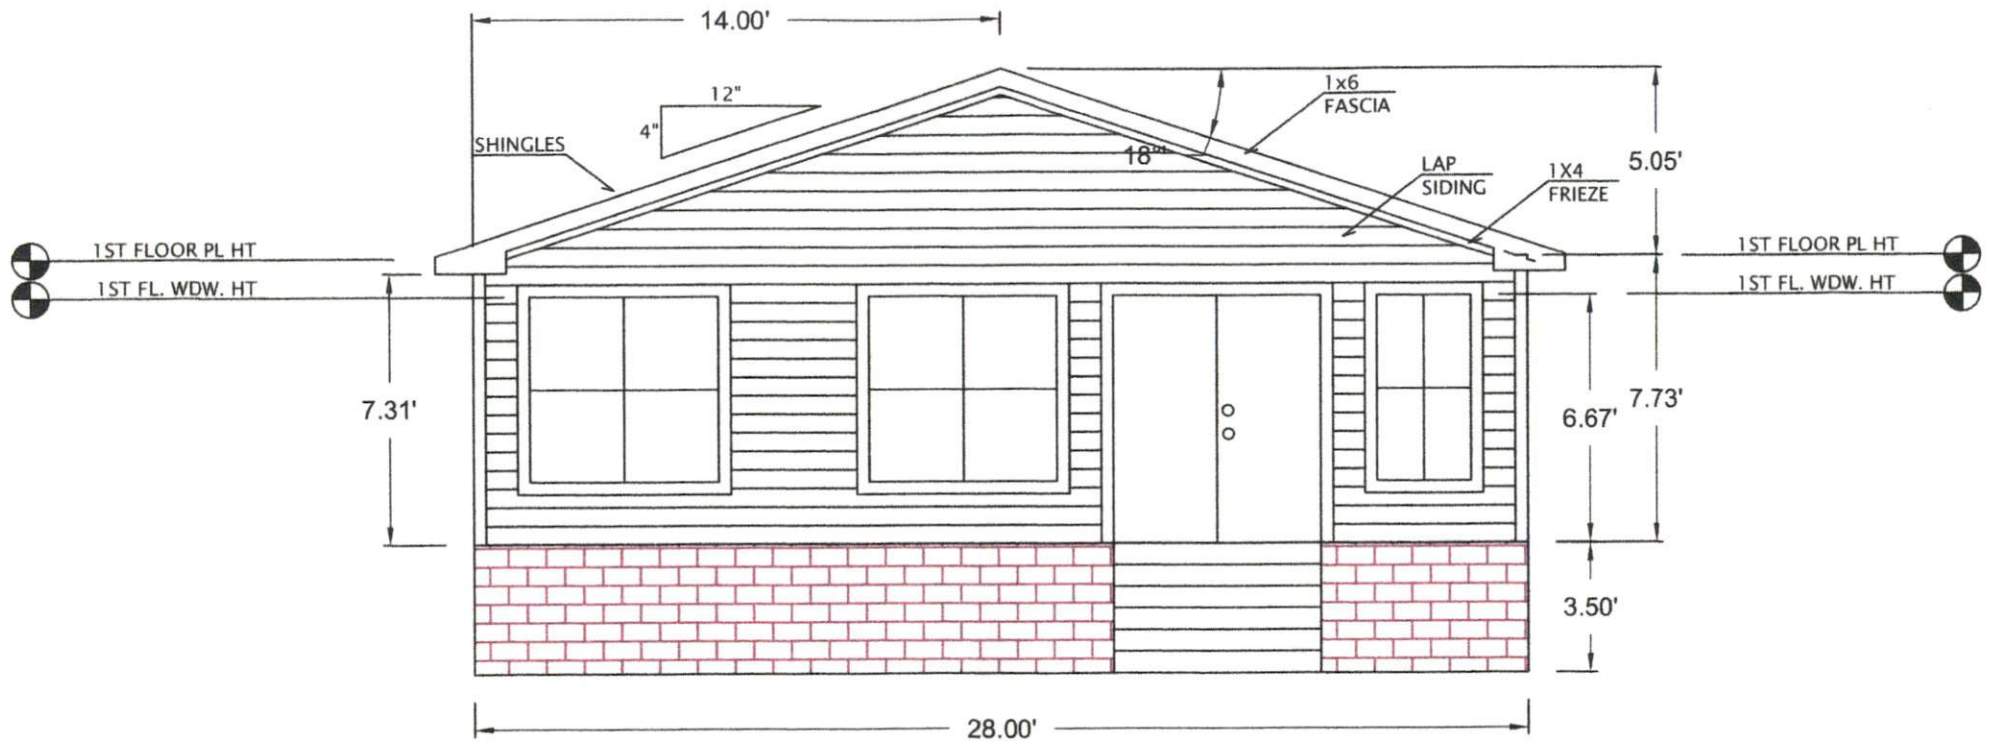 14.00'
12"
4"
SHINGLES
1x6
FASCIA
18°
LAP
SIDING
1X4
FRIEZE
5.05'
1ST FLOOR PL HT
1ST FLOOR PL HT
1ST FL. WDW. HT
1ST FL. WDW. HT
7.31'
6.67'
7.73'
3.50'
28.00'